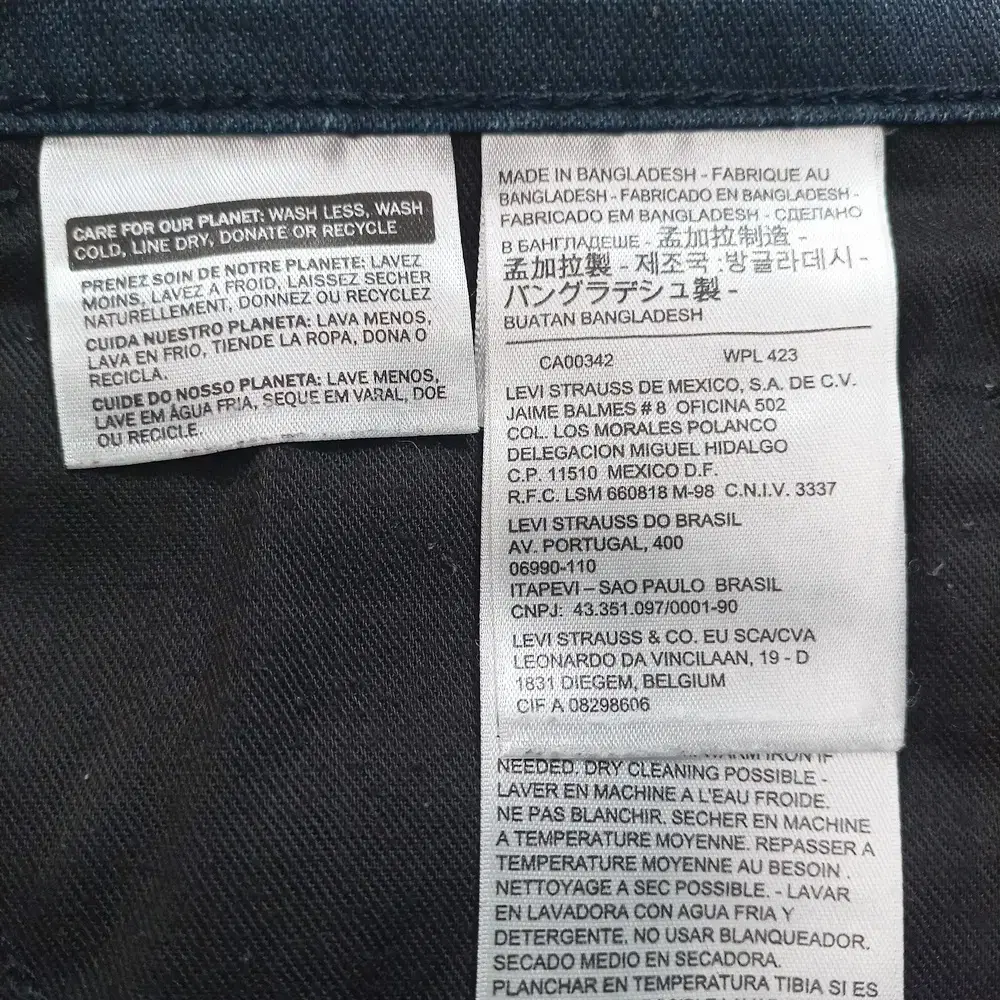 CARE FOR OUR PLANET: WASH LESS, WASH
COLD, LINE DRY, DONATE OR RECYCLE
PRENEZ SOIN DE NOTRE PLANETE: LAVEZ
MOINS, LAVEZ A FROID, LAISSEZ SECHER
NATURELLEMENT, DONNEZ OU RECYCLEZ
CUIDA NUESTRO PLANETA: LAVA MENOS,
LAVA EN FRIO, TIENDE LA ROPA, DONA O
RECICLA.
CUIDE DO NOSSO PLANETA: LAVE MENOS,
LAVE EM ÁGUA FRIA, SEQUE EM VARAL, DOE
OU RECICLE.
MADE IN BANGLADESH - FABRIQUE AU
BANGLADESH - FABRICADO EN BANGLADESH -
FABRICADO EM BANGLADESH - СДЕЛАНО
В БАНГЛАДЕШЕ - 孟加拉制造 -
孟加拉製 - 제조국 :방글라데시 -
バングラデシュ製 -
BUATAN BANGLADESH
CA00342 WPL 423
LEVI STRAUSS DE MEXICO, S.A. DE C.V.
JAIME BALMES # 8 OFICINA 502
COL. LOS MORALES POLANCO
DELEGACION MIGUEL HIDALGO
C.P. 11510 MEXICO D.F.
R.F.C. LSM 660818 M-98 C.N.I.V. 3337
LEVI STRAUSS DO BRASIL
AV. PORTUGAL, 400
06990-110
ITAPEVI – SAO PAULO BRASIL
CNPJ: 43.351.097/0001-90
LEVI STRAUSS & CO. EU SCA/CVA
LEONARDO DA VINCILAAN, 19 - D
1831 DIEGEM, BELGIUM
CIF A 08298606
WARM IRON IF
NEEDED. DRY CLEANING POSSIBLE -
LAVER EN MACHINE A L'EAU FROIDE.
NE PAS BLANCHIR. SECHER EN MACHINE
A TEMPERATURE MOYENNE. REPASSER A
TEMPERATURE MOYENNE AU BESOIN .
NETTOYAGE A SEC POSSIBLE. - LAVAR
EN LAVADORA CON AGUA FRIA Y
DETERGENTE, NO USAR BLANQUEADOR.
SECADO MEDIO EN SECADORA.
PLANCHAR EN TEMPERATURA TIBIA SI ES